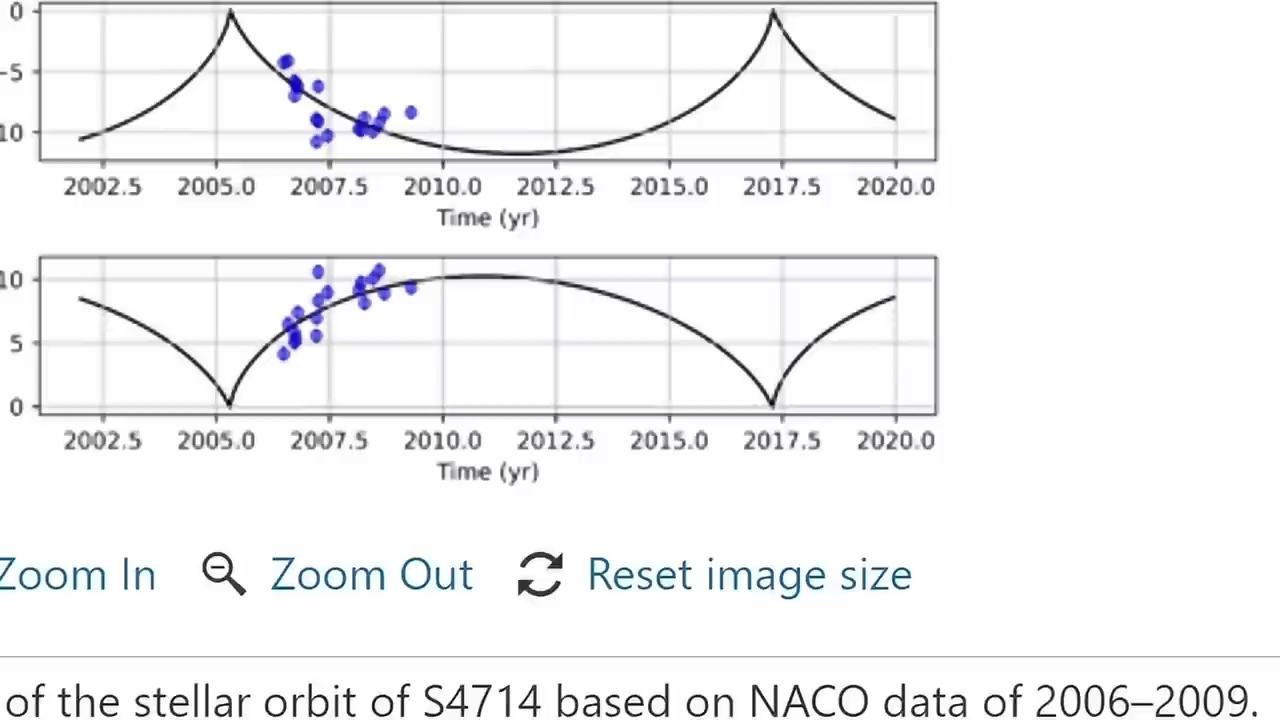 0
−5
10
2002.5 2005.0 2007.5 2010.0 2012.5 2015.0 2017.5 2020.0
Time (yr)
10
5
0
2002.5 2005.0 2007.5 2010.0 2012.5 2015.0 2017.5 2020.0
Time (yr)
Zoom In Zoom Out Reset image size
of the stellar orbit of S4714 based on NACO data of 2006–2009.